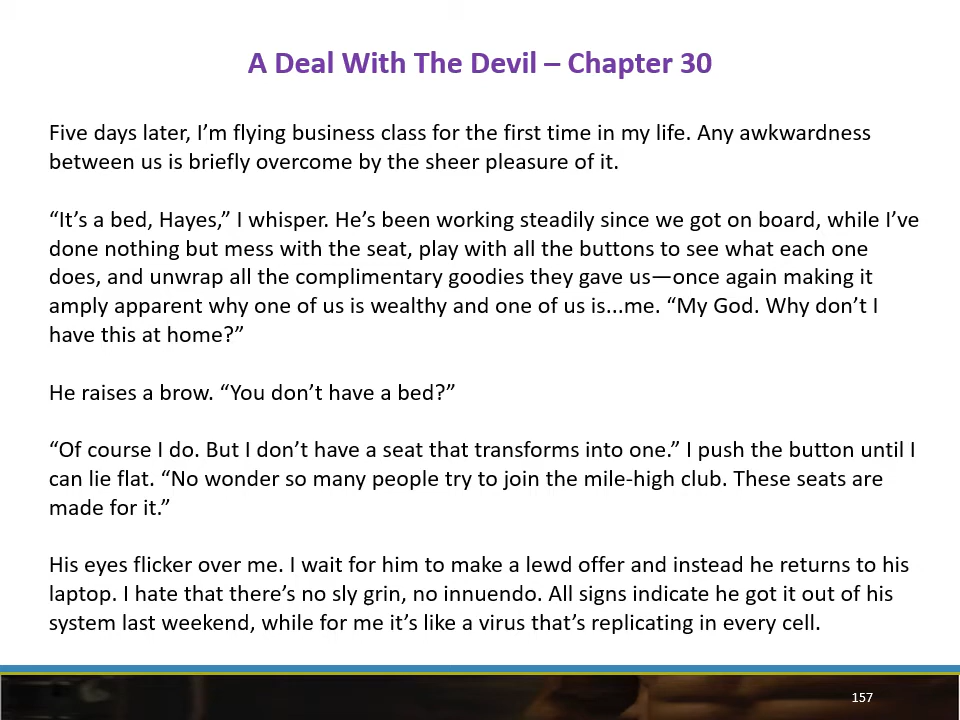 A Deal With The Devil – Chapter 30
Five days later, I’m flying business class for the first time in my life. Any awkwardness
between us is briefly overcome by the sheer pleasure of it.
“It’s a bed, Hayes,” I whisper. He’s been working steadily since we got on board, while I’ve
done nothing but mess with the seat, play with all the buttons to see what each one
does, and unwrap all the complimentary goodies they gave us—once again making it
amply apparent why one of us is wealthy and one of us is...me. “My God. Why don’t I
have this at home?”
He raises a brow. “You don’t have a bed?”
“Of course I do. But I don’t have a seat that transforms into one.” I push the button until I
can lie flat. “No wonder so many people try to join the mile-high club. These seats are
made for it.”
His eyes flicker over me. I wait for him to make a lewd offer and instead he returns to his
laptop. I hate that there’s no sly grin, no innuendo. All signs indicate he got it out of his
system last weekend, while for me it’s like a virus that’s replicating in every cell.
157